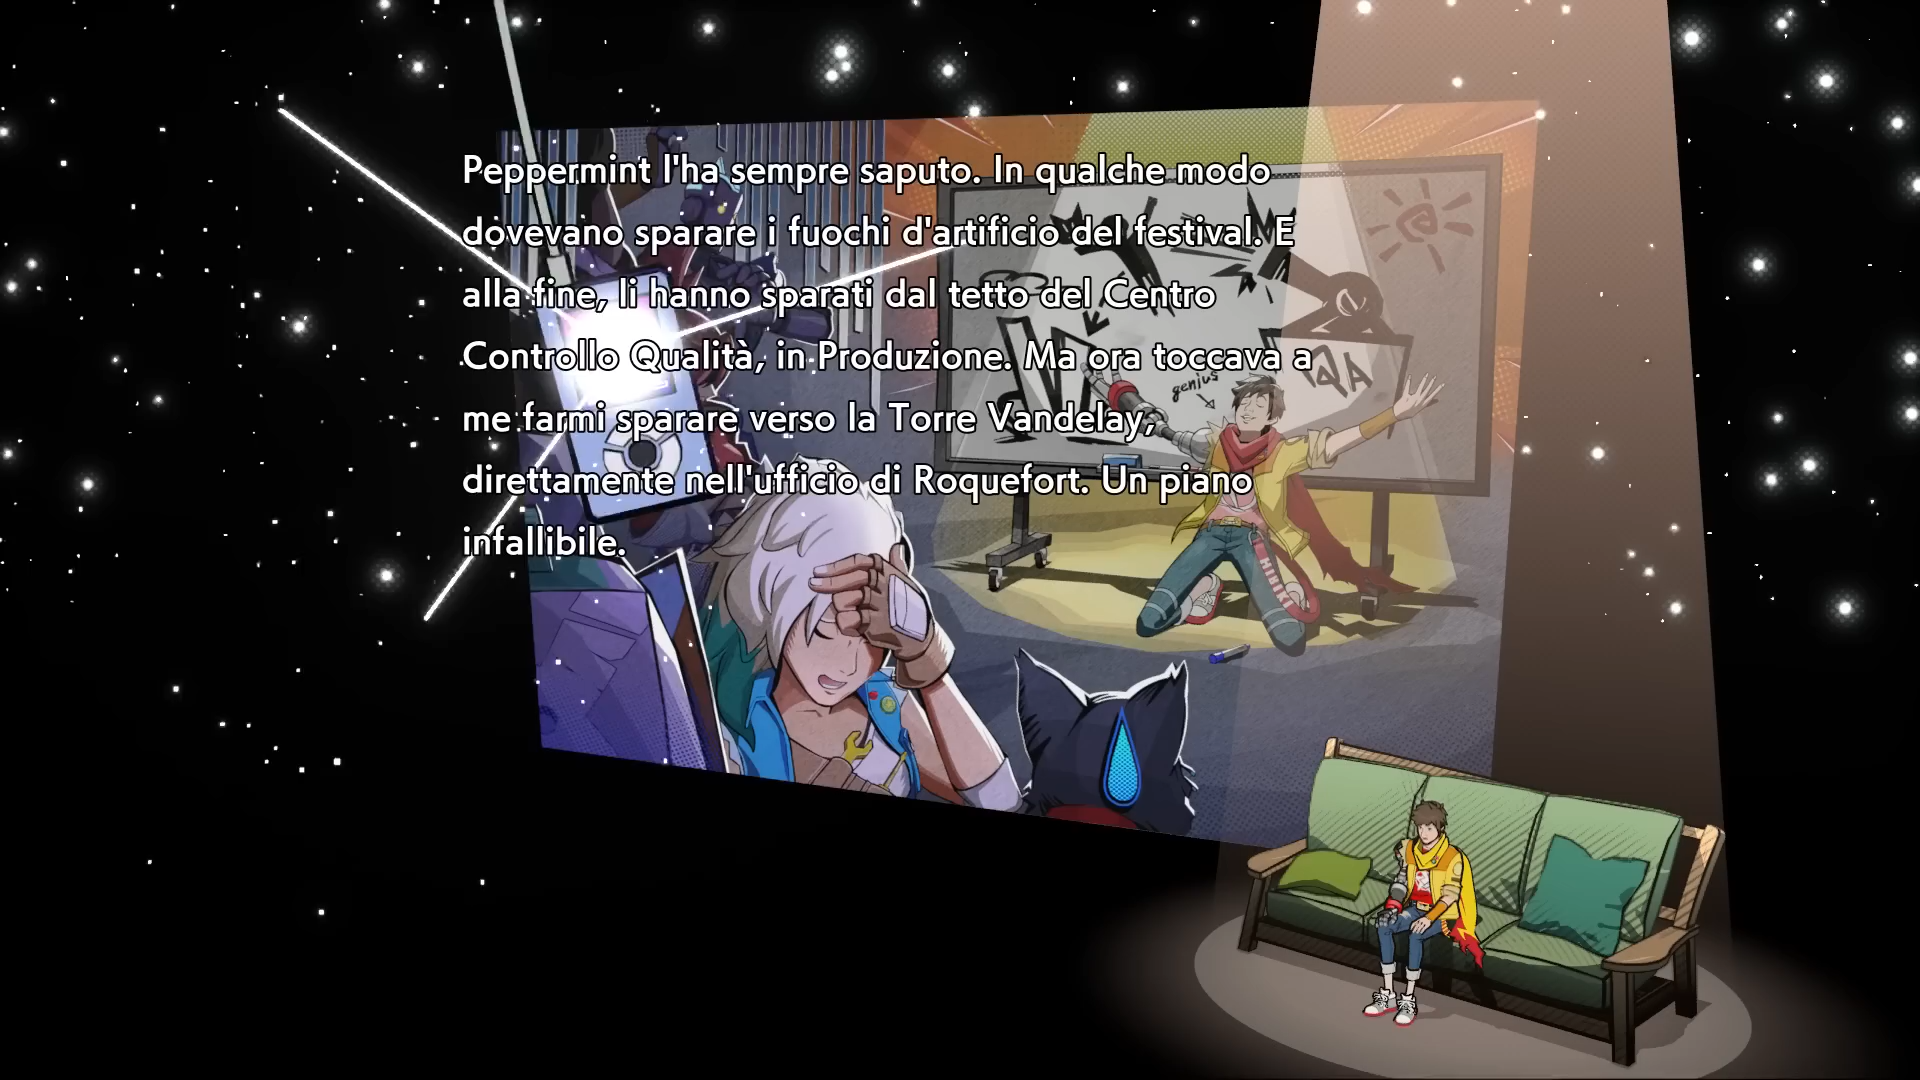 Peppermint l'ha sempre saputo. In qualche modo
dovevano sparare i fuochi d'artificio del festival. E
alla fine, li hanno sparati dal tetto del Centro
Controllo Qualità, in Produzione. Ma ora toccava a
me farmi sparare verso la Torre Vandelay,
direttamente nell'ufficio di Roquefort. Un piano
infallibile.
genius
QA